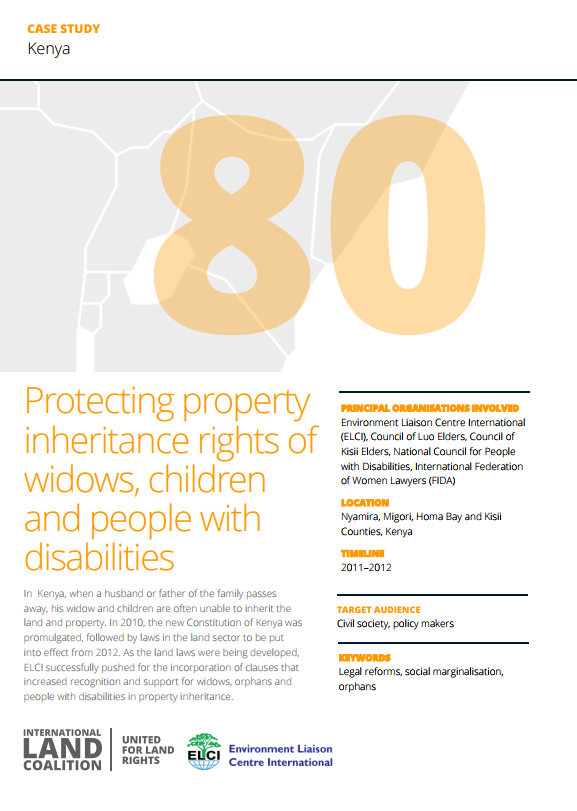 CASE STUDY
Kenya
80
Protecting property
inheritance rights of
widows, children
and people with
disabilities
In Kenya, when a husband or father of the family passes
away, his widow and children are often unable to inherit the
land and property. In 2010, the new Constitution of Kenya was
promulgated, followed by laws in the land sector to be put
into effect from 2012. As the land laws were being developed,
ELCI successfully pushed for the incorporation of clauses that
increased recognition and support for widows, orphans and
people with disabilities in property inheritance.
PRINCIPAL ORGANISATIONS INVOLVED
Environment Liaison Centre International
(ELCI), Council of Luo Elders, Council of
Kisii Elders, National Council for People
with Disabilities, International Federation
of Women Lawyers (FIDA)
LOCATION
Nyamira, Migori, Homa Bay and Kisii
Counties, Kenya
TIMELINE
2011–2012
TARGET AUDIENCE
Civil society, policy makers
KEYWORDS
Legal reforms, social marginalisation,
orphans
INTERNATIONAL
LAND
COALITION
UNITED
FOR LAND
RIGHTS
ELCI
Environment Liaison
Centre International